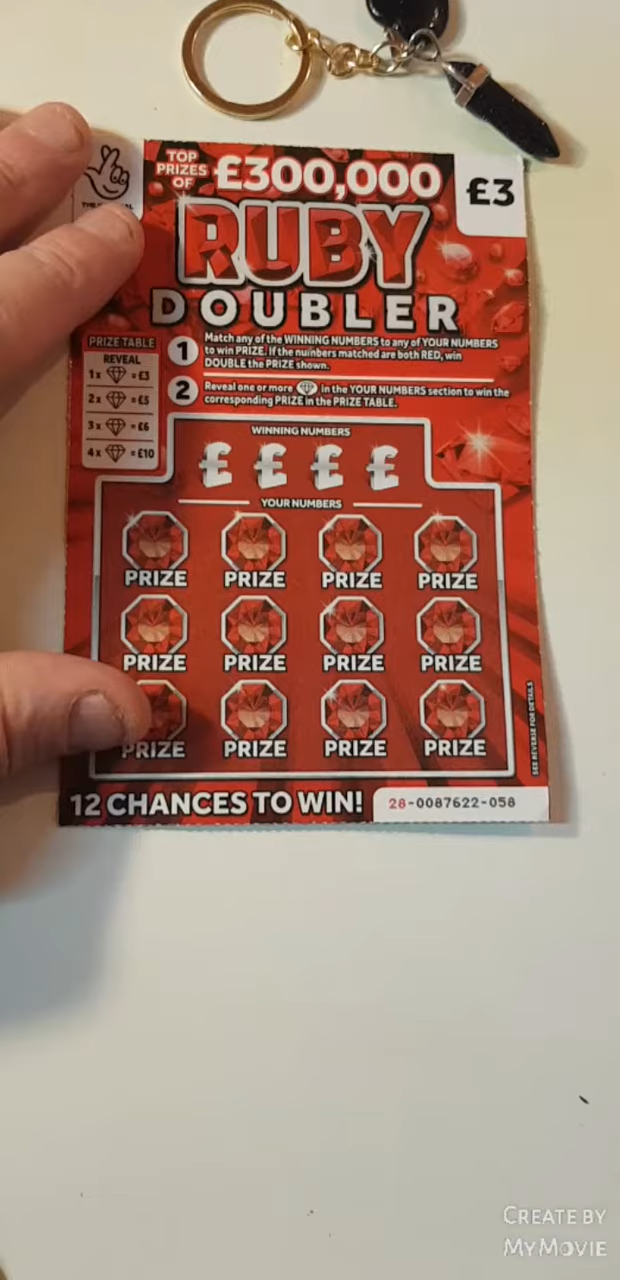 TOP
PRIZES
OF
£300,000
£3
RUBY
DOUBLER
PRIZE TABLE
REVEAL
1x = £3
2x = £5
3x = £6
4x = £10
1 Match any of the WINNING NUMBERS to any of YOUR NUMBERS
to win PRIZE. If the numbers matched are both RED, win
DOUBLE the PRIZE shown.
2 Reveal one or more in the YOUR NUMBERS section to win the
corresponding PRIZE in the PRIZE TABLE.
WINNING NUMBERS
£ £ £ £
YOUR NUMBERS
PRIZE PRIZE PRIZE PRIZE
PRIZE PRIZE PRIZE PRIZE
PRIZE PRIZE PRIZE PRIZE
SEE REVERSE FOR DETAILS
12 CHANCES TO WIN!
28-0087622-058
CREATE BY
MYMOVIE